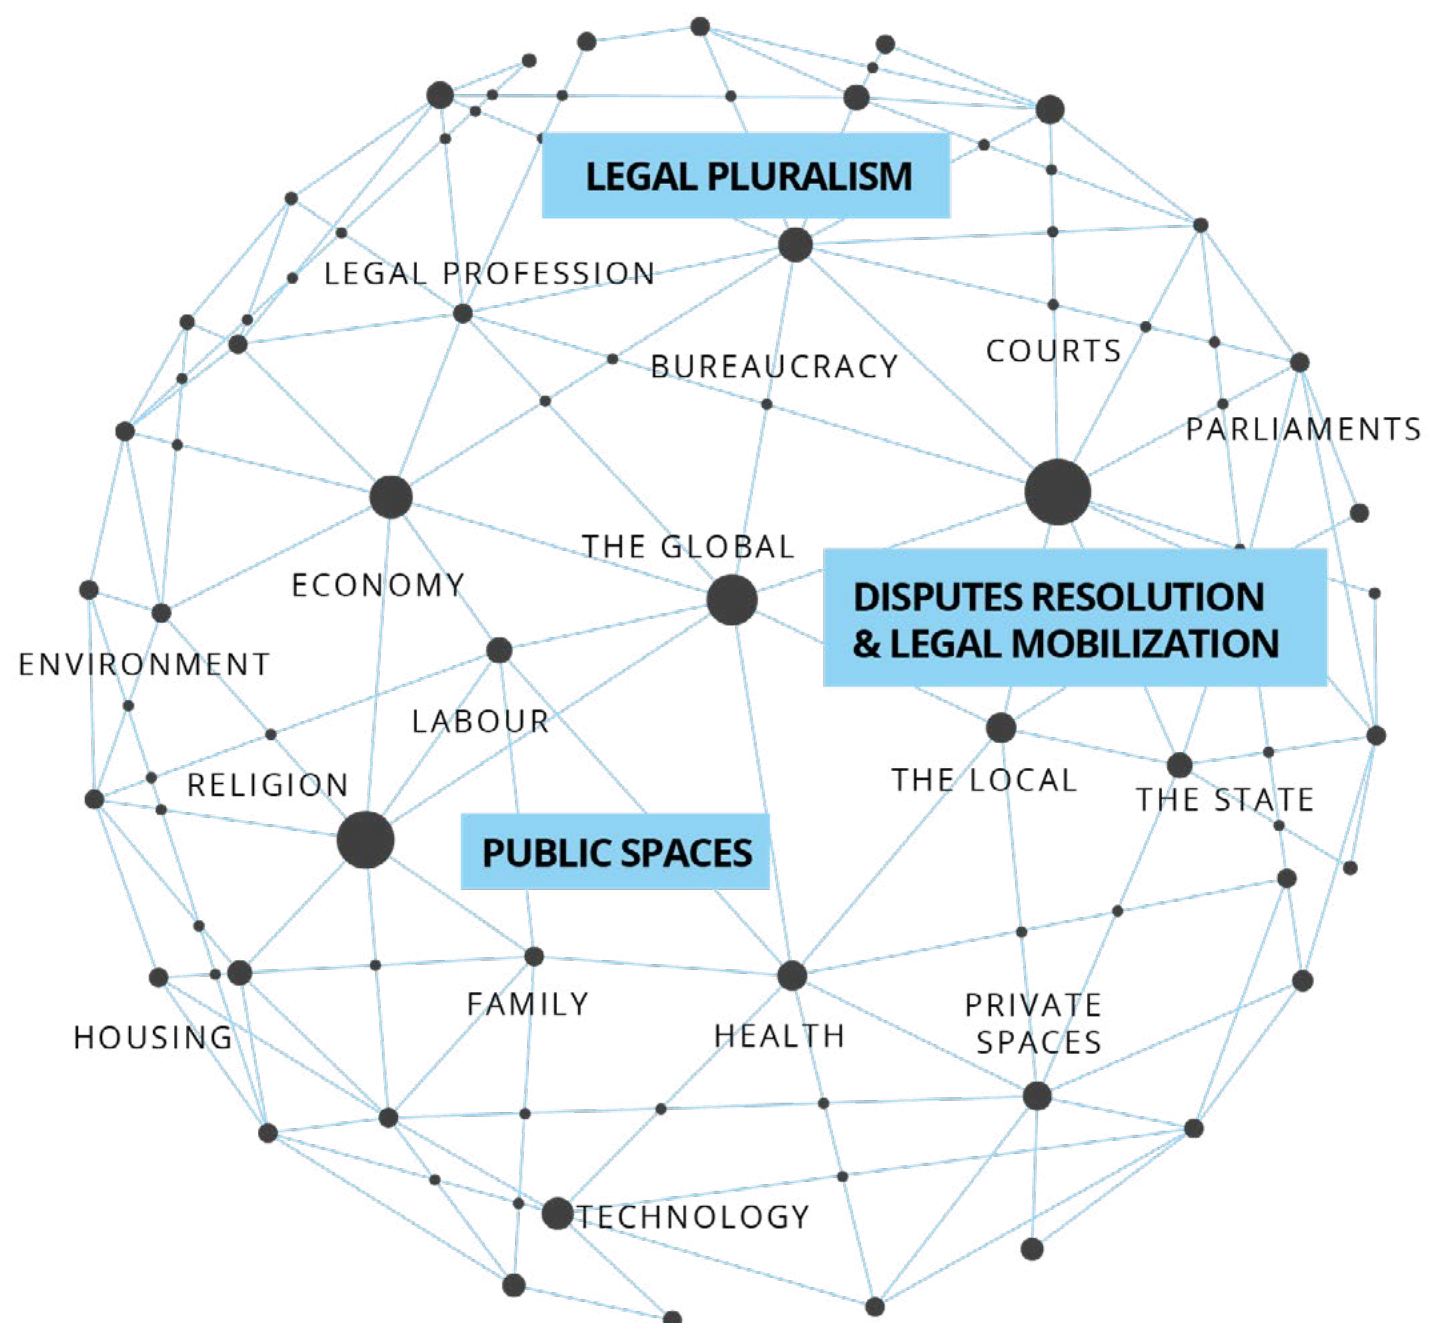 LEGAL PLURALISM
LEGAL PROFESSION
BUREAUCRACY
COURTS
PARLIAMENTS
THE GLOBAL
ECONOMY
DISPUTES RESOLUTION
& LEGAL MOBILIZATION
ENVIRONMENT
LABOUR
RELIGION
THE LOCAL
THE STATE
PUBLIC SPACES
FAMILY
HOUSING
HEALTH
PRIVATE
SPACES
TECHNOLOGY